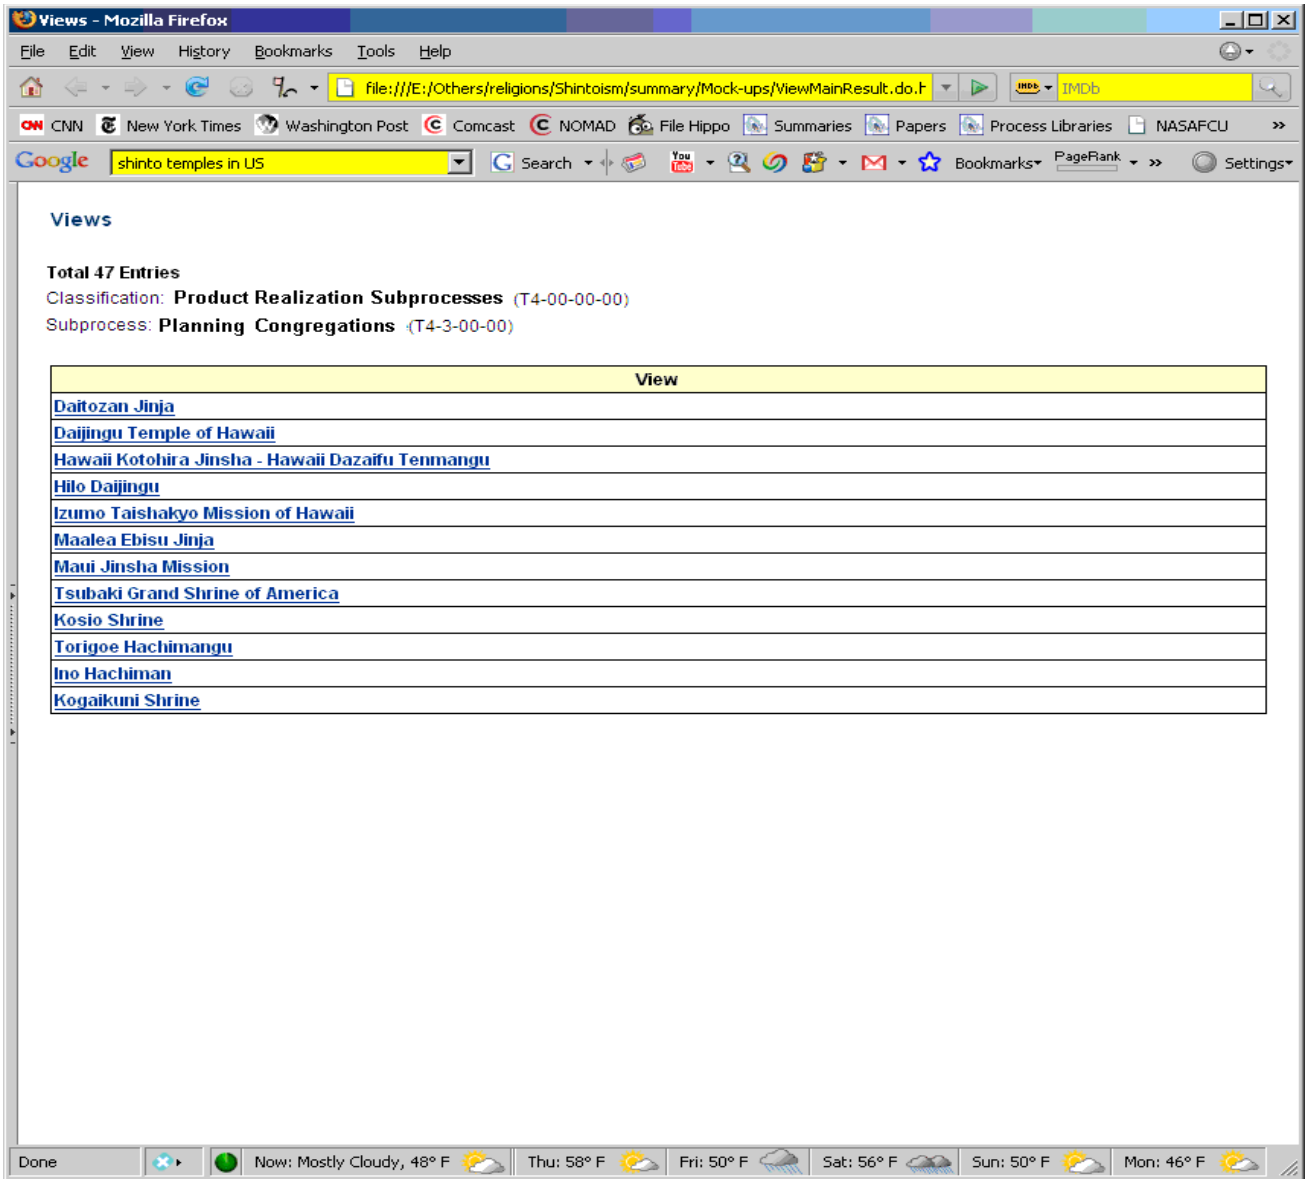 Views - Mozilla Firefox
File Edit View History Bookmarks Tools Help
file:///E:/Others/religions/Shintoism/summary/Mock-ups/ViewMainResult.do.h IMDb IMDb
CNN CNN New York Times Washington Post Comcast NOMAD File Hippo Summaries Papers Process Libraries NASAFCU »
Google shinto temples in US G Search You Tube Bookmarks PageRank » Settings
Views
Total 47 Entries
Classification: Product Realization Subprocesses (T4-00-00-00)
Subprocess: Planning Congregations (T4-3-00-00)
View
Daitozan Jinja
Daijingu Temple of Hawaii
Hawaii Kotohira Jinsha - Hawaii Dazaifu Tenmangu
Hilo Daijingu
Izumo Taishakyo Mission of Hawaii
Maalea Ebisu Jinja
Maui Jinsha Mission
Tsubaki Grand Shrine of America
Kosio Shrine
Torigoe Hachimangu
Ino Hachiman
Kogaikuni Shrine
Done Now: Mostly Cloudy, 48° F Thu: 58° F Fri: 50° F Sat: 56° F Sun: 50° F Mon: 46° F